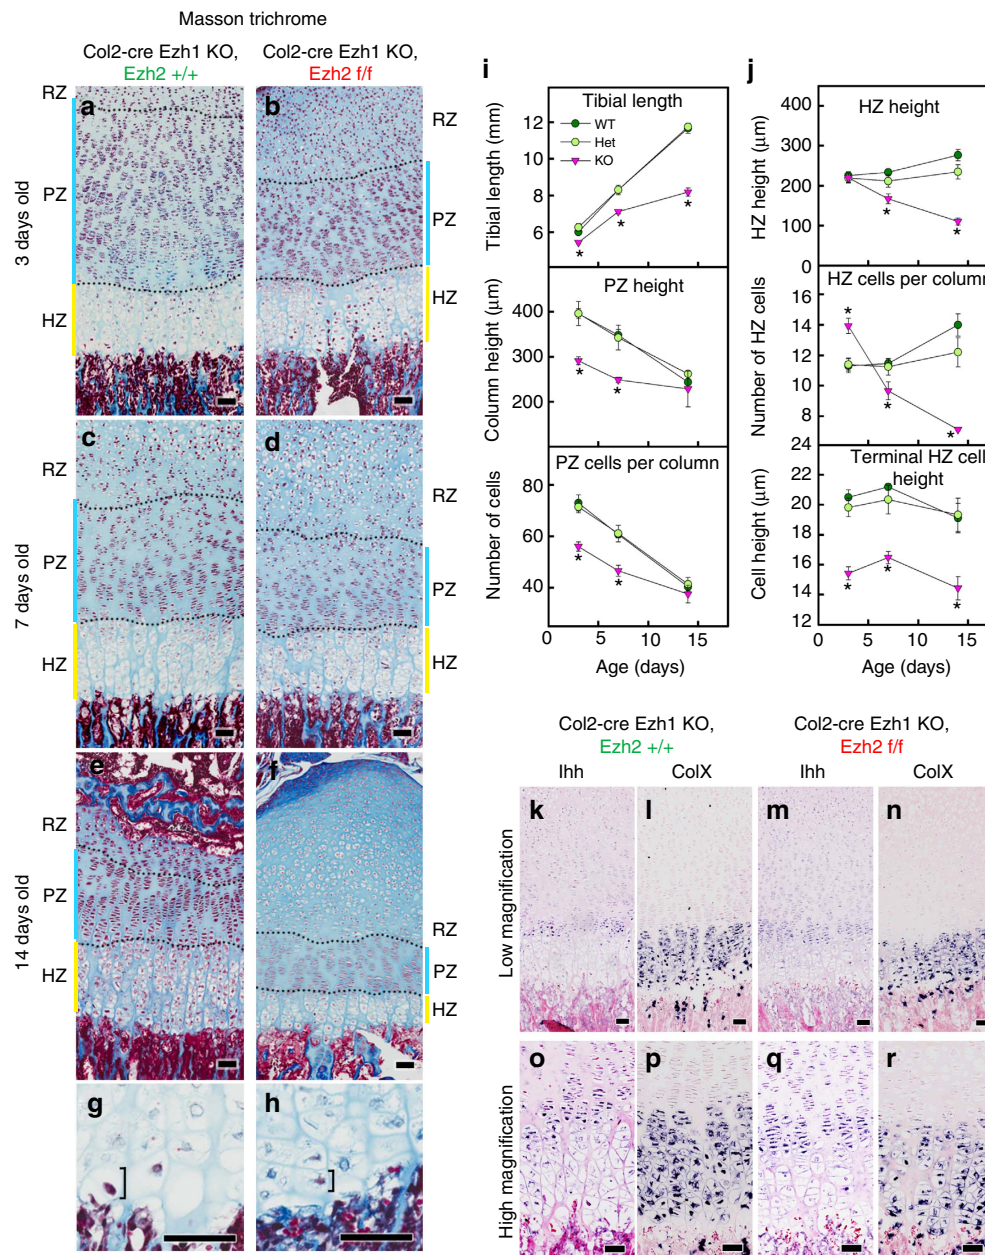 Masson trichrome
Col2-cre Ezh1 KO,
Ezh2 +/+
Col2-cre Ezh1 KO,
Ezh2 f/f
3 days old
RZ
PZ
HZ
a
b
RZ
PZ
HZ
7 days old
RZ
PZ
HZ
c
d
RZ
PZ
HZ
14 days old
RZ
PZ
HZ
e
f
RZ
PZ
HZ
g
h
i
Tibial length
WT
Het
KO
Tibial length (mm)
12
10
8
6
*
*
*
PZ height
Column height (μm)
400
300
200
*
*
PZ cells per column
Number of cells
80
60
40
*
*
0 5 10 15
Age (days)
j
HZ height
HZ height (μm)
400
300
200
100
0
*
*
HZ cells per column
Number of HZ cells
16
14
12
10
8
*
*
*
Terminal HZ cell
height
Cell height (μm)
24
22
20
18
16
14
12
*
*
*
0 5 10 15
Age (days)
Col2-cre Ezh1 KO,
Ezh2 +/+
Col2-cre Ezh1 KO,
Ezh2 f/f
Ihh ColX Ihh ColX
Low magnification
k l m n
High magnification
o p q r